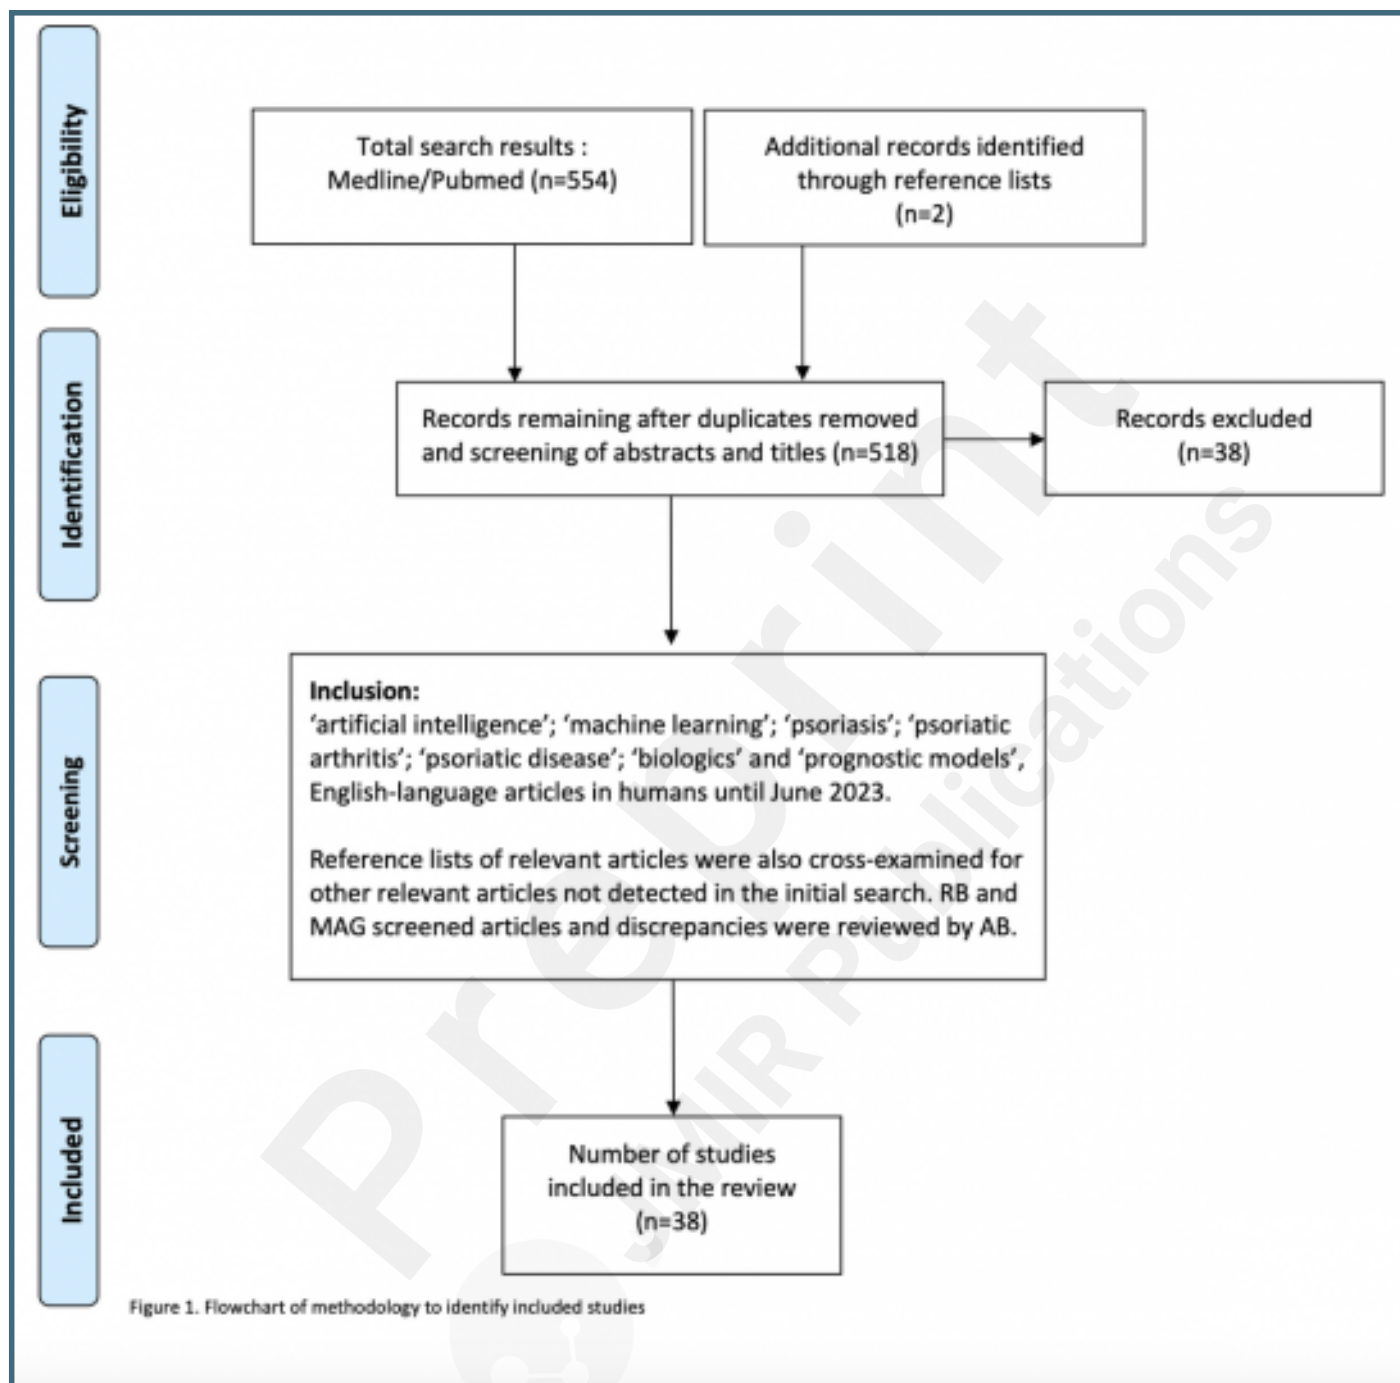 Eligibility
Total search results :
Medline/Pubmed (n=554)
Additional records identified
through reference lists
(n=2)
Identification
Records remaining after duplicates removed
and screening of abstracts and titles (n=518)
Records excluded
(n=38)
Screening
Inclusion:
‘artificial intelligence’; ‘machine learning’; ‘psoriasis’; ‘psoriatic
arthritis’; ‘psoriatic disease’; ‘biologics’ and ‘prognostic models’,
English-language articles in humans until June 2023.
Reference lists of relevant articles were also cross-examined for
other relevant articles not detected in the initial search. RB and
MAG screened articles and discrepancies were reviewed by AB.
Included
Number of studies
included in the review
(n=38)
Figure 1. Flowchart of methodology to identify included studies
Preprint
JMIR Publications